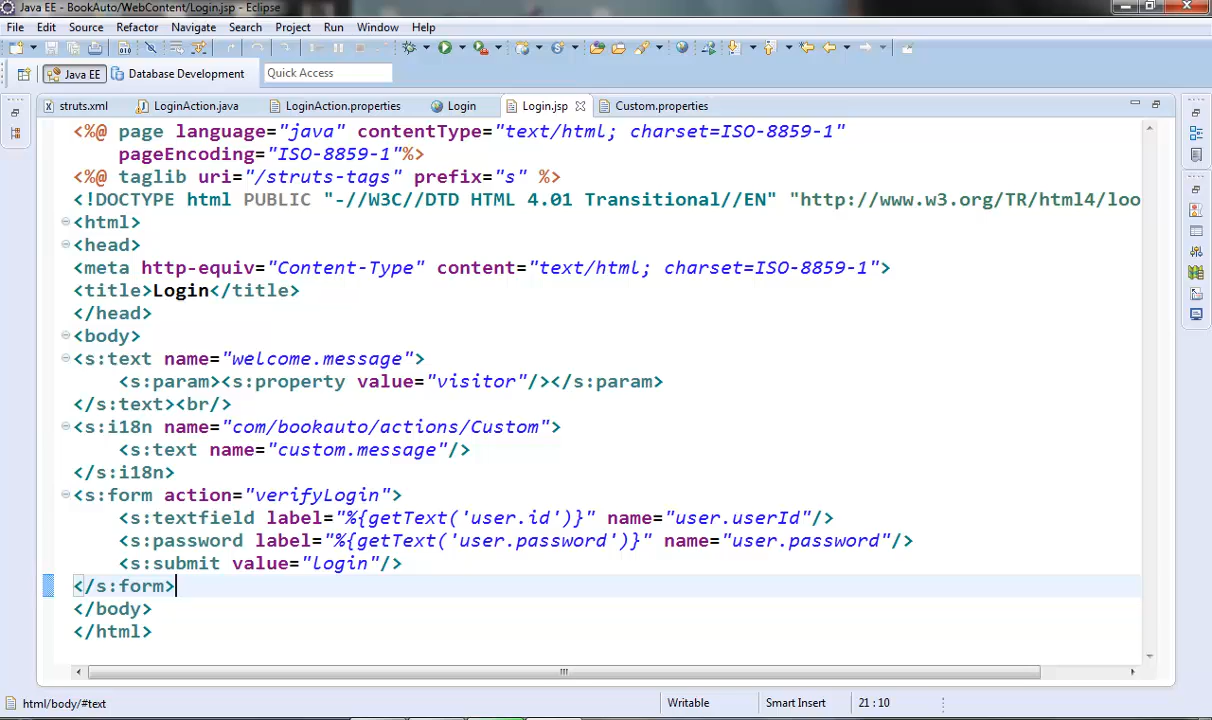 Java EE - BookAuto/WebContent/Login.jsp - Eclipse
File Edit Source Refactor Navigate Search Project Run Window Help
Java EE Database Development Quick Access
struts.xml LoginAction.java LoginAction.properties Login Login.jsp Custom.properties
<%@ page language="java" contentType="text/html; charset=ISO-8859-1"
pageEncoding="ISO-8859-1"%>
<%@ taglib uri="/struts-tags" prefix="s" %>
<!DOCTYPE html PUBLIC "-//W3C//DTD HTML 4.01 Transitional//EN" "http://www.w3.org/TR/html4/loo
<html>
<head>
<meta http-equiv="Content-Type" content="text/html; charset=ISO-8859-1">
<title>Login</title>
</head>
<body>
<s:text name="welcome.message">
<s:param><s:property value="visitor"/></s:param>
</s:text><br/>
<s:i18n name="com/bookauto/actions/Custom">
<s:text name="custom.message"/>
</s:i18n>
<s:form action="verifyLogin">
<s:textfield label="%{getText('user.id')}" name="user.userId"/>
<s:password label="%{getText('user.password')}" name="user.password"/>
<s:submit value="login"/>
</s:form>
</body>
</html>
html/body/#text Writable Smart Insert 21 : 10